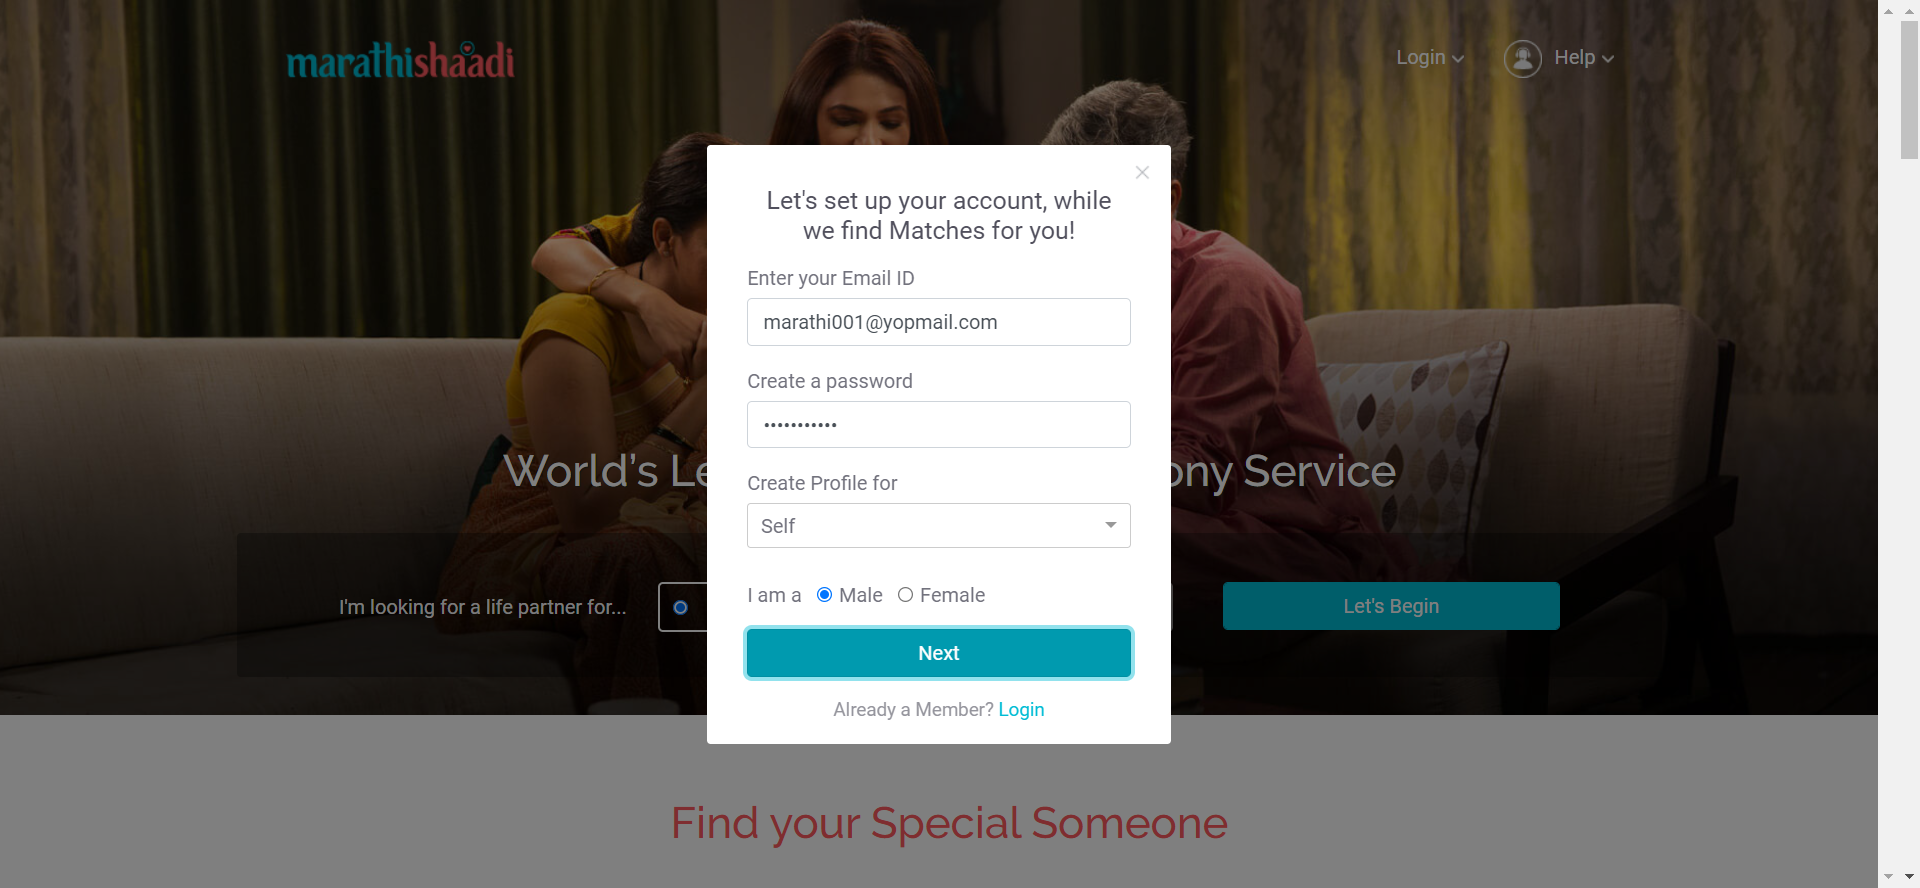 marathishaadi
Login
Help
Let's set up your account, while
we find Matches for you!
Enter your Email ID
marathi001@yopmail.com
Create a password
•••••••••••
Create Profile for
Self
I am a Male Female
Next
Already a Member? Login
World's Le
ony Service
I'm looking for a life partner for...
Let's Begin
Find your Special Someone